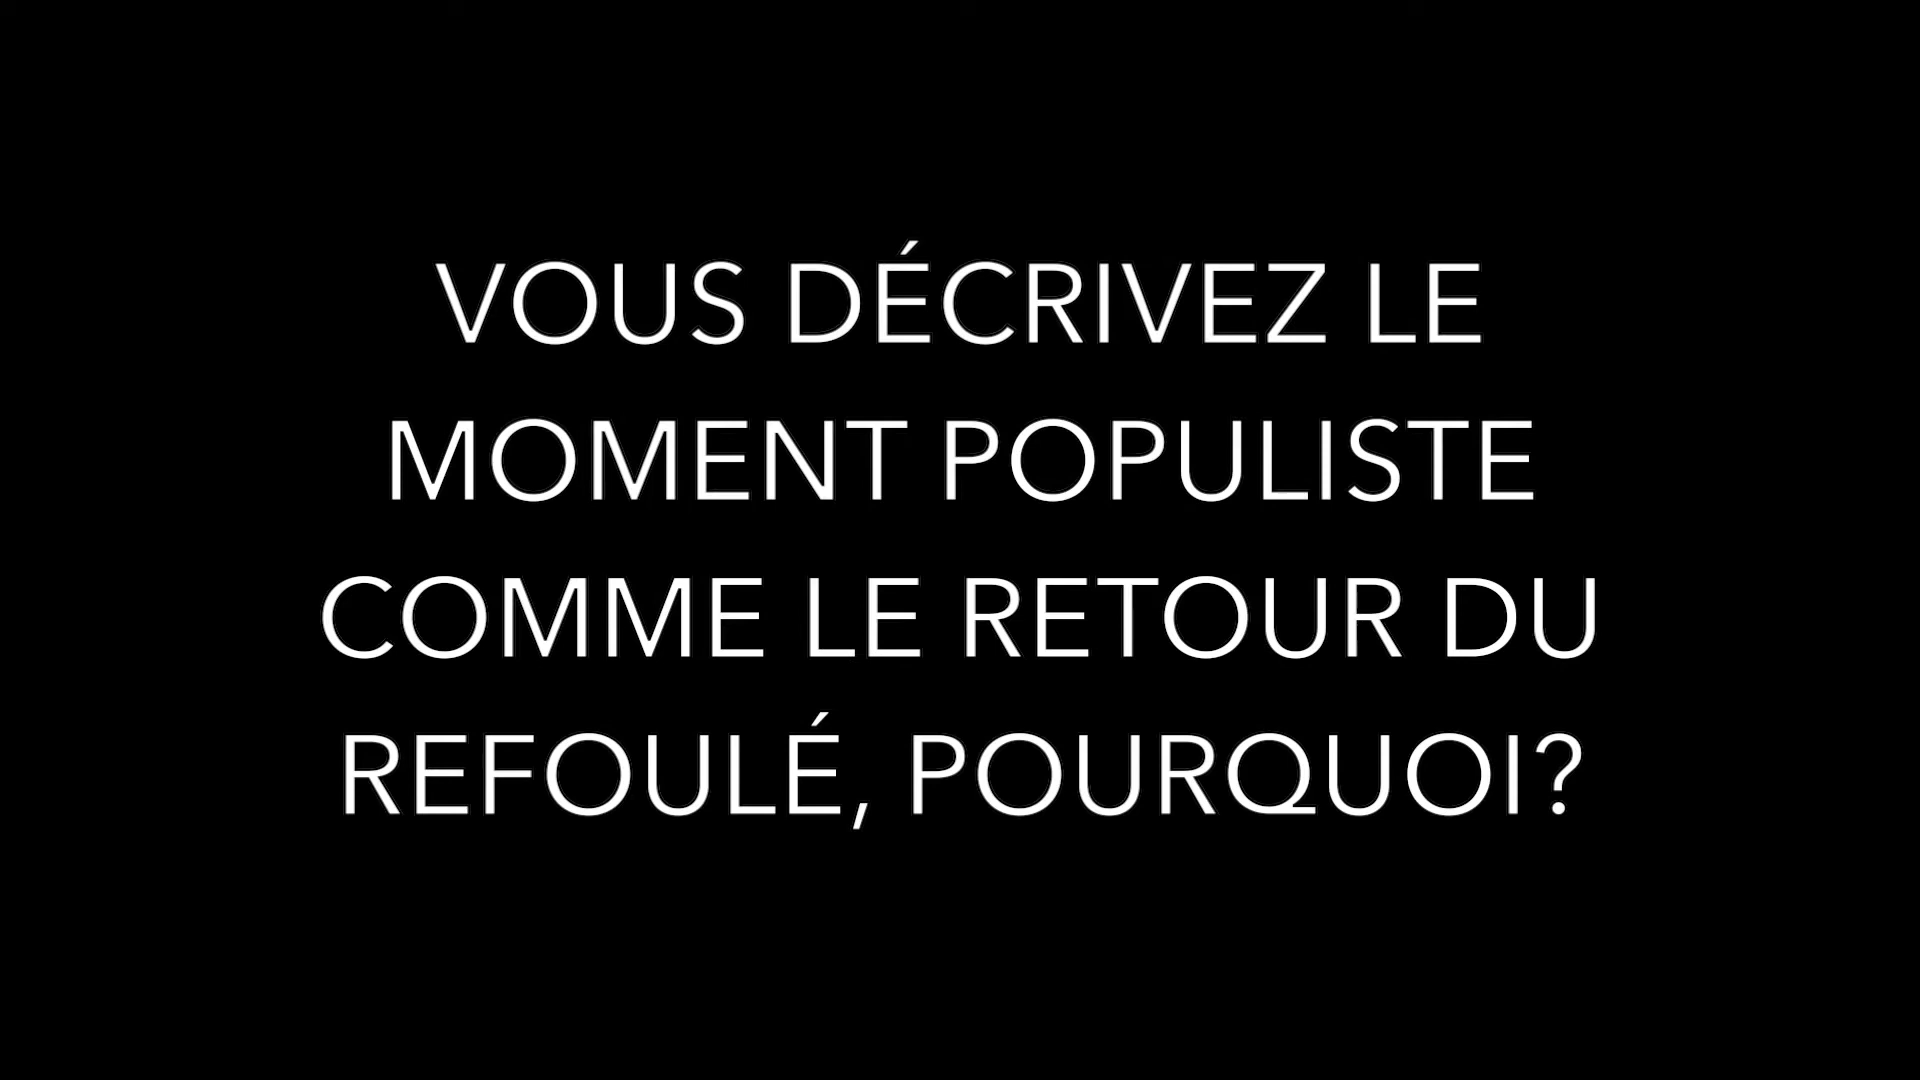 VOUS DÉCRIVEZ LE
MOMENT POPULISTE
COMME LE RETOUR DU
REFOULÉ, POURQUOI?